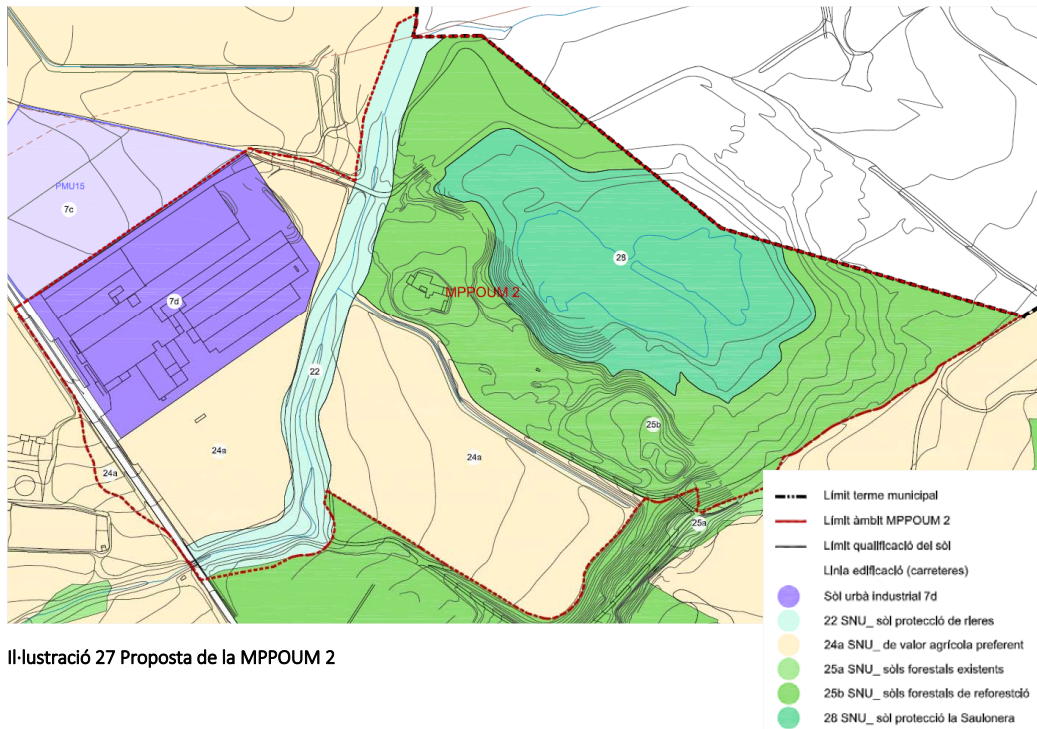 PMU15
7c
7d
28
MPPOUM 2
22
25b
24a
24a
24a
25a
Límit terme municipal
Límit àmbit MPPOUM 2
Límit qualificació del sòl
Línia edificació (carreteres)
Sòl urbà industrial 7d
22 SNU_ sòl protecció de rieres
24a SNU_ de valor agrícola preferent
25a SNU_ sòls forestals existents
25b SNU_ sòls forestals de reforestció
28 SNU_ sòl protecció la Saulonera
Il·lustració 27 Proposta de la MPPOUM 2